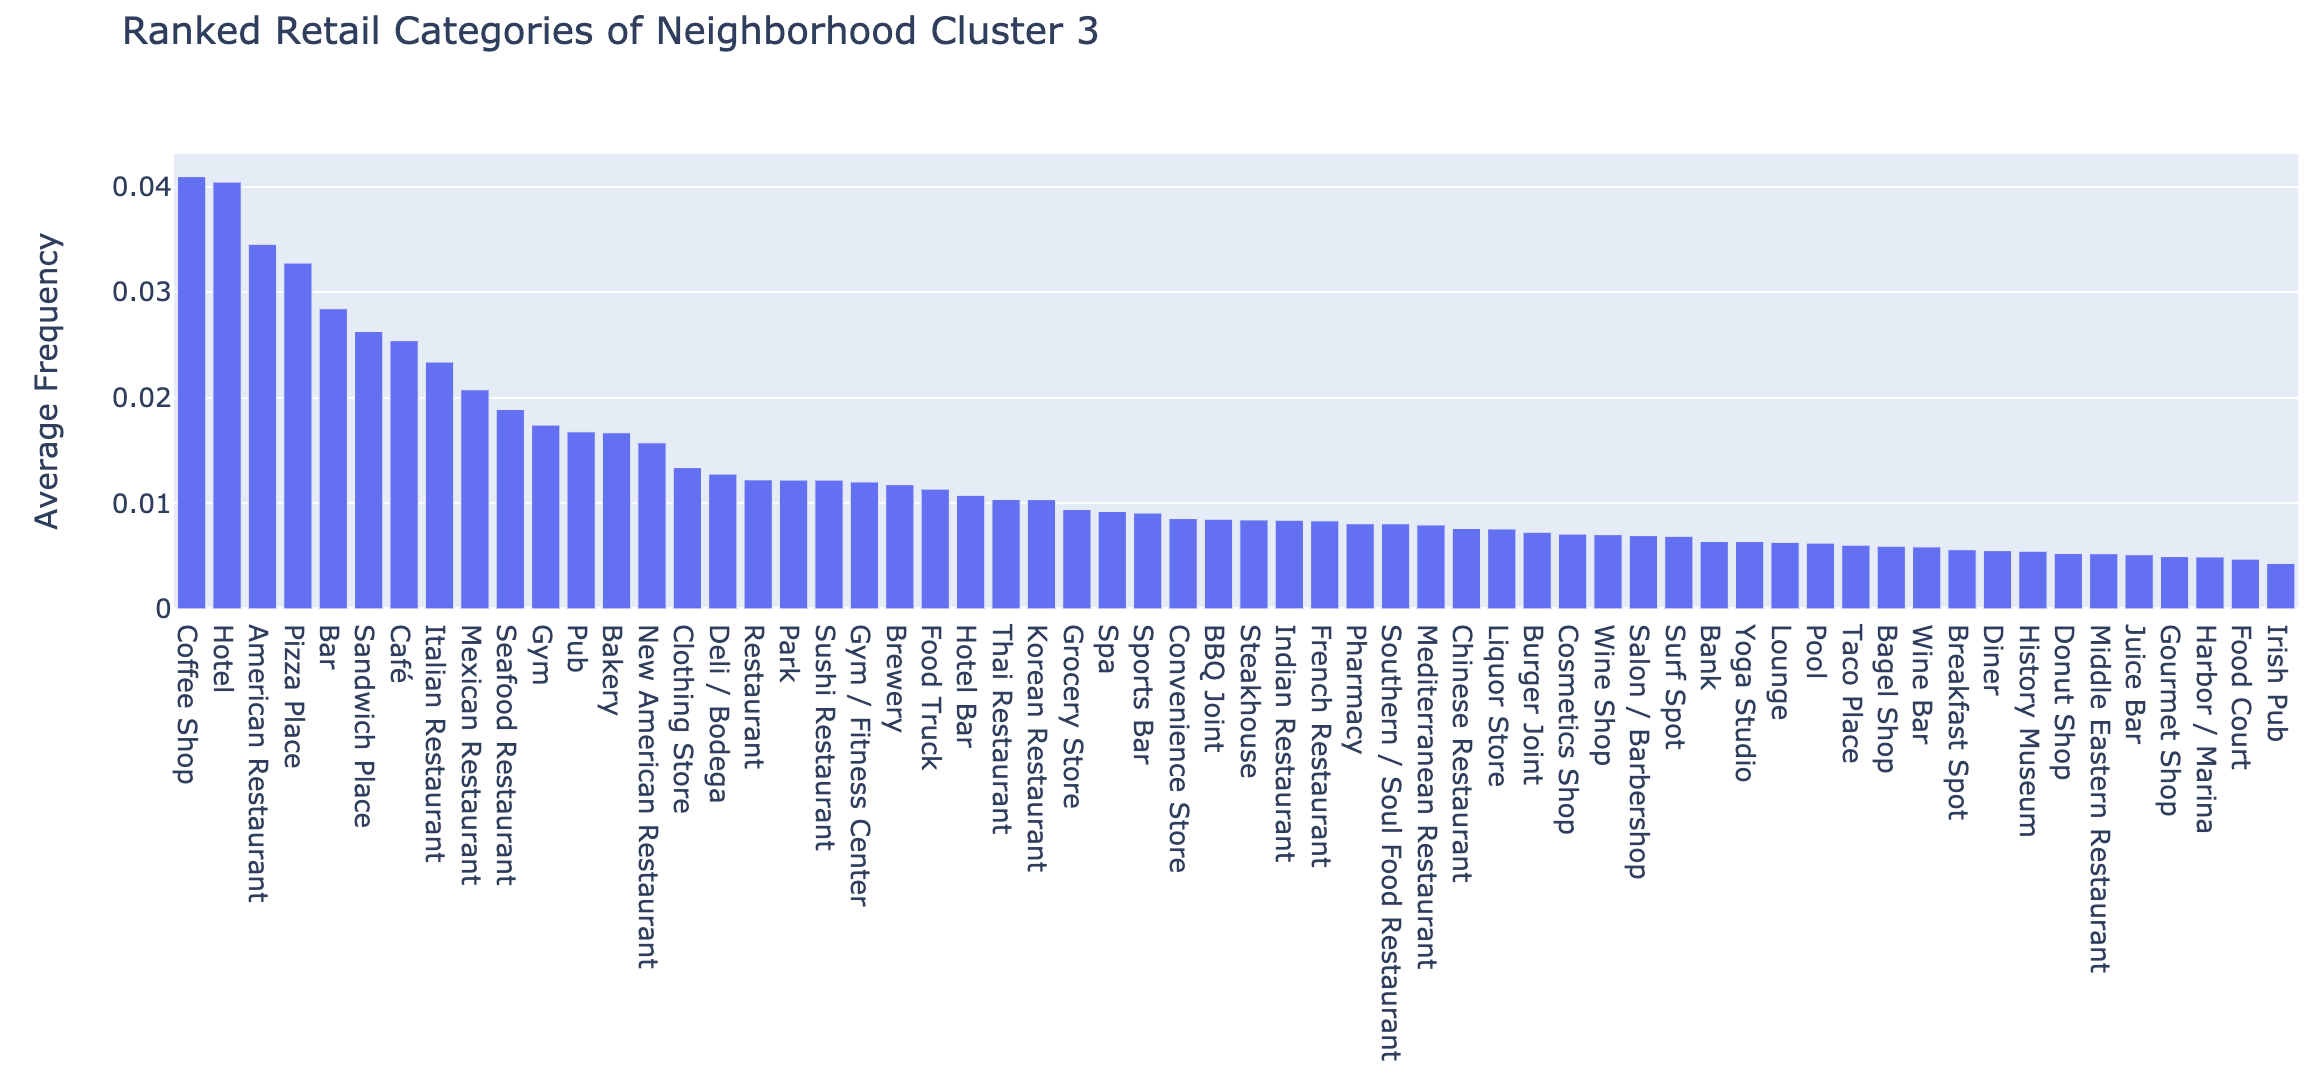 Ranked Retail Categories of Neighborhood Cluster 3
Average Frequency
0.04
0.03
0.02
0.01
0
Coffee Shop
Hotel
American Restaurant
Pizza Place
Bar
Sandwich Place
Café
Italian Restaurant
Mexican Restaurant
Seafood Restaurant
Gym
Pub
Bakery
New American Restaurant
Clothing Store
Deli / Bodega
Restaurant
Park
Sushi Restaurant
Gym / Fitness Center
Brewery
Food Truck
Hotel Bar
Thai Restaurant
Korean Restaurant
Grocery Store
Spa
Sports Bar
Convenience Store
BBQ Joint
Steakhouse
Indian Restaurant
French Restaurant
Pharmacy
Southern / Soul Food Restaurant
Mediterranean Restaurant
Chinese Restaurant
Liquor Store
Burger Joint
Cosmetics Shop
Wine Shop
Salon / Barbershop
Surf Spot
Bank
Yoga Studio
Lounge
Pool
Taco Place
Bagel Shop
Wine Bar
Breakfast Spot
Diner
History Museum
Donut Shop
Middle Eastern Restaurant
Juice Bar
Gourmet Shop
Harbor / Marina
Food Court
Irish Pub